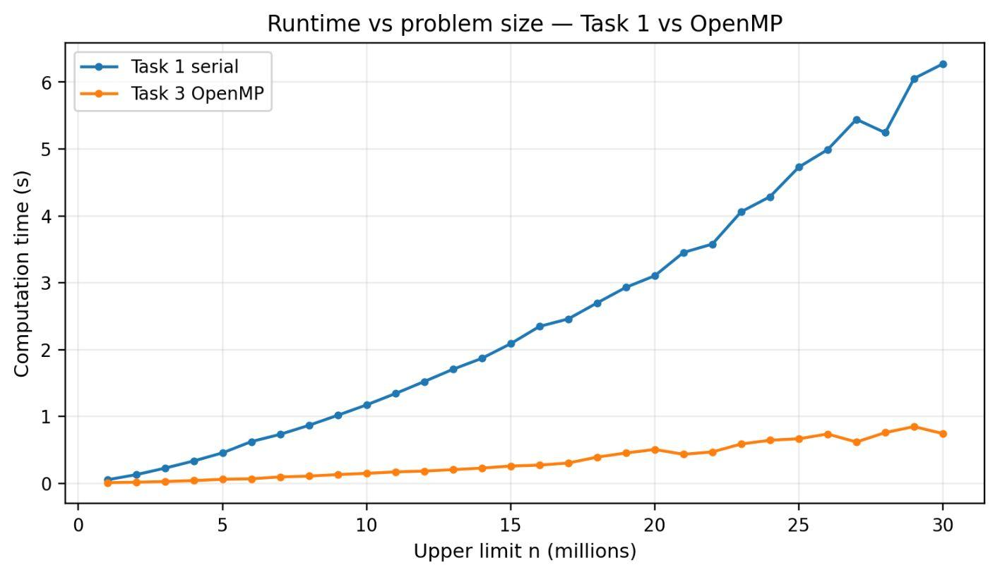 Runtime vs problem size — Task 1 vs OpenMP
Task 1 serial
Task 3 OpenMP
Computation time (s)
6
5
4
3
2
1
0
0 5 10 15 20 25 30
Upper limit n (millions)